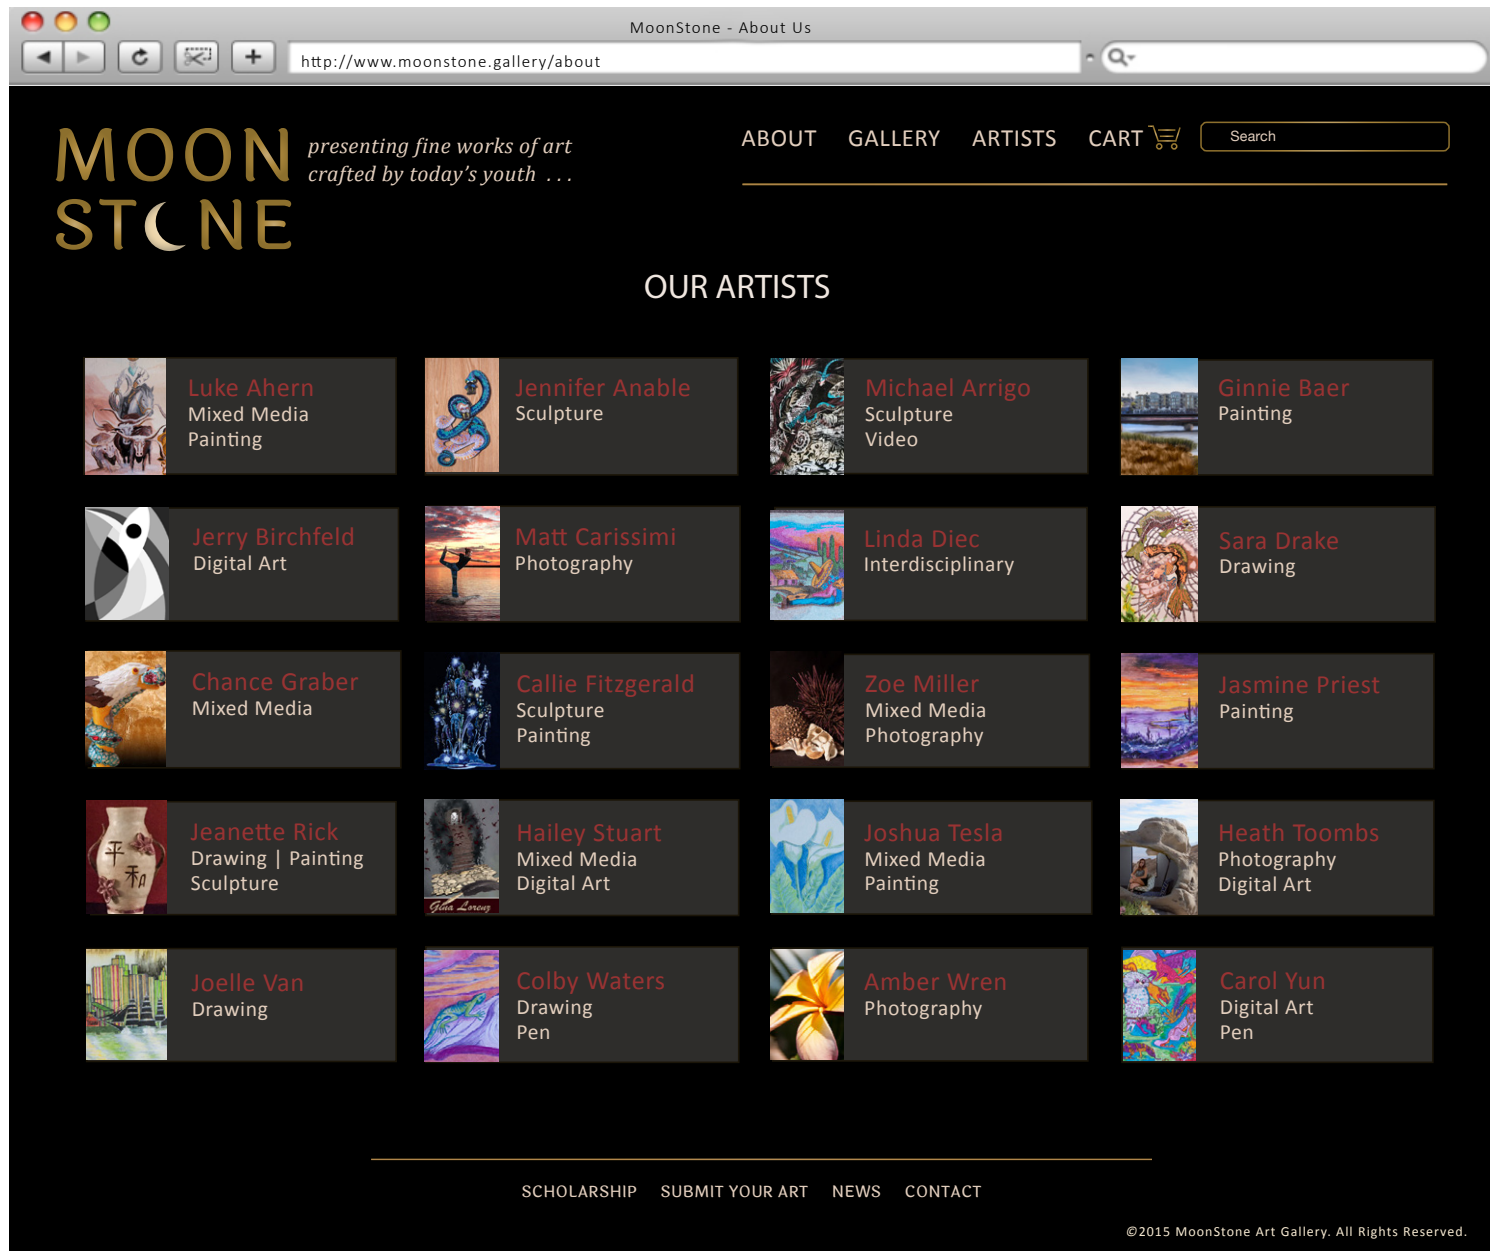 MoonStone - About Us
http://www.moonstone.gallery/about
MOON
STONE
presenting fine works of art
crafted by today's youth . . .
ABOUT GALLERY ARTISTS CART Search
OUR ARTISTS
Luke Ahern
Mixed Media
Painting
Jennifer Anable
Sculpture
Michael Arrigo
Sculpture
Video
Ginnie Baer
Painting
Jerry Birchfeld
Digital Art
Matt Carissimi
Photography
Linda Diec
Interdisciplinary
Sara Drake
Drawing
Chance Graber
Mixed Media
Callie Fitzgerald
Sculpture
Painting
Zoe Miller
Mixed Media
Photography
Jasmine Priest
Painting
平
和
Jeanette Rick
Drawing | Painting
Sculpture
Gina Lorenz
Hailey Stuart
Mixed Media
Digital Art
Joshua Tesla
Mixed Media
Painting
Heath Toombs
Photography
Digital Art
Joelle Van
Drawing
Colby Waters
Drawing
Pen
Amber Wren
Photography
Carol Yun
Digital Art
Pen
SCHOLARSHIP SUBMIT YOUR ART NEWS CONTACT
©2015 MoonStone Art Gallery. All Rights Reserved.